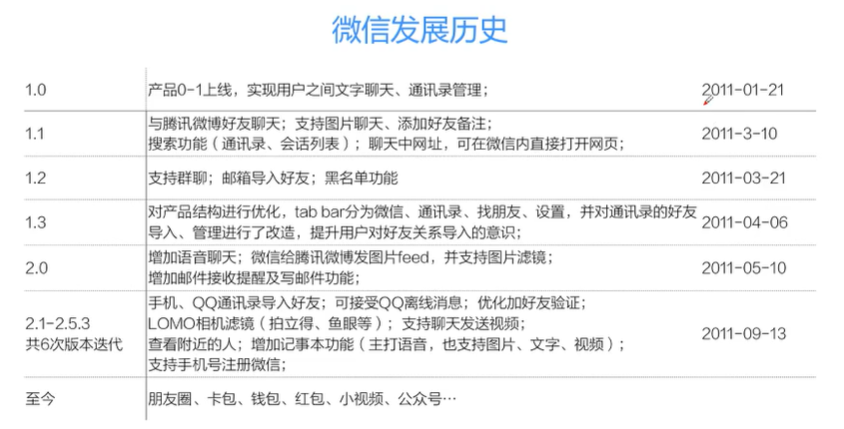 微信发展历史
1.0
产品0-1上线，实现用户之间文字聊天、通讯录管理；
2011-01-21
1.1
与腾讯微博好友聊天；支持图片聊天、添加好友备注；
搜索功能（通讯录、会话列表）；聊天中网址，可在微信内直接打开网页；
2011-3-10
1.2
支持群聊；邮箱导入好友；黑名单功能
2011-03-21
1.3
对产品结构进行优化，tab bar分为微信、通讯录、找朋友、设置，并对通讯录的好友
导入、管理进行了改造，提升用户对好友关系导入的意识；
2011-04-06
2.0
增加语音聊天；微信给腾讯微博发图片feed，并支持图片滤镜；
增加邮件接收提醒及写邮件功能；
2011-05-10
2.1-2.5.3
共6次版本迭代
手机、QQ通讯录导入好友；可接受QQ离线消息；优化加好友验证；
LOMO相机滤镜（拍立得、鱼眼等）；支持聊天发送视频；
查看附近的人；增加记事本功能（主打语音，也支持图片、文字、视频）；
支持手机号注册微信；
2011-09-13
至今
朋友圈、卡包、钱包、红包、小视频、公众号…